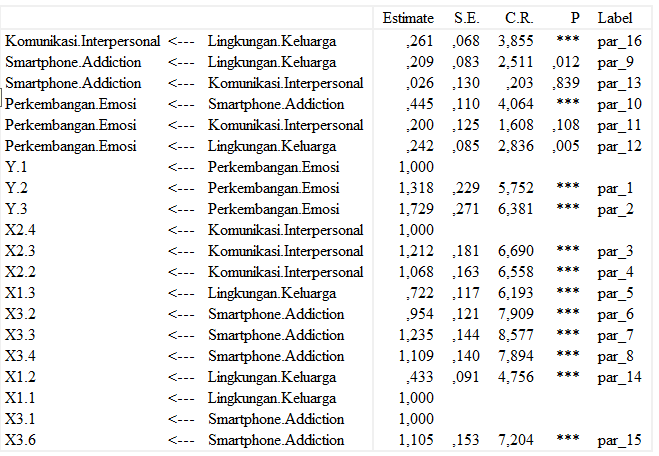 Estimate S.E. C.R. P Label
Komunikasi.Interpersonal <--- Lingkungan.Keluarga ,261 ,068 3,855 *** par_16
Smartphone.Addiction <--- Lingkungan.Keluarga ,209 ,083 2,511 ,012 par_9
Smartphone.Addiction <--- Komunikasi.Interpersonal ,026 ,130 ,203 ,839 par_13
Perkembangan.Emosi <--- Smartphone.Addiction ,445 ,110 4,064 *** par_10
Perkembangan.Emosi <--- Komunikasi.Interpersonal ,200 ,125 1,608 ,108 par_11
Perkembangan.Emosi <--- Lingkungan.Keluarga ,242 ,085 2,836 ,005 par_12
Y.1 <--- Perkembangan.Emosi 1,000
Y.2 <--- Perkembangan.Emosi 1,318 ,229 5,752 *** par_1
Y.3 <--- Perkembangan.Emosi 1,729 ,271 6,381 *** par_2
X2.4 <--- Komunikasi.Interpersonal 1,000
X2.3 <--- Komunikasi.Interpersonal 1,212 ,181 6,690 *** par_3
X2.2 <--- Komunikasi.Interpersonal 1,068 ,163 6,558 *** par_4
X1.3 <--- Lingkungan.Keluarga ,722 ,117 6,193 *** par_5
X3.2 <--- Smartphone.Addiction ,954 ,121 7,909 *** par_6
X3.3 <--- Smartphone.Addiction 1,235 ,144 8,577 *** par_7
X3.4 <--- Smartphone.Addiction 1,109 ,140 7,894 *** par_8
X1.2 <--- Lingkungan.Keluarga ,433 ,091 4,756 *** par_14
X1.1 <--- Lingkungan.Keluarga 1,000
X3.1 <--- Smartphone.Addiction 1,000
X3.6 <--- Smartphone.Addiction 1,105 ,153 7,204 *** par_15